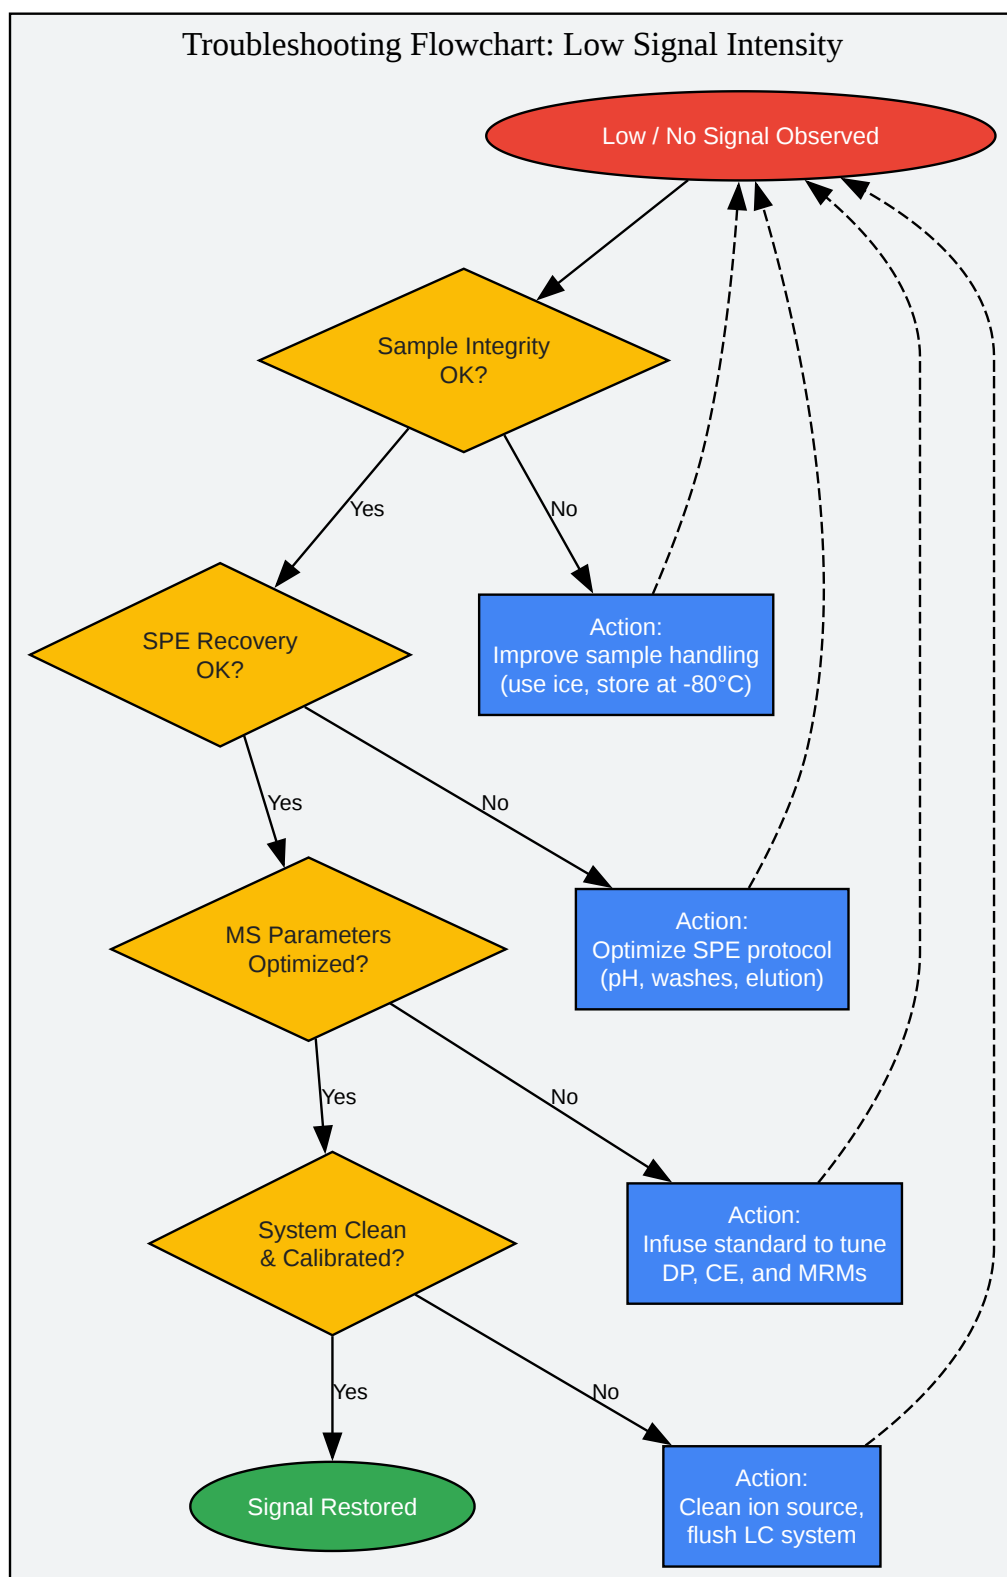 Troubleshooting Flowchart: Low Signal Intensity
Low / No Signal Observed
Sample Integrity
OK?
Yes
No
SPE Recovery
OK?
Action:
Improve sample handling
(use ice, store at -80°C)
Yes
No
MS Parameters
Optimized?
Action:
Optimize SPE protocol
(pH, washes, elution)
Yes
No
System Clean
& Calibrated?
Action:
Infuse standard to tune
DP, CE, and MRMs
Yes
No
Signal Restored
Action:
Clean ion source,
flush LC system